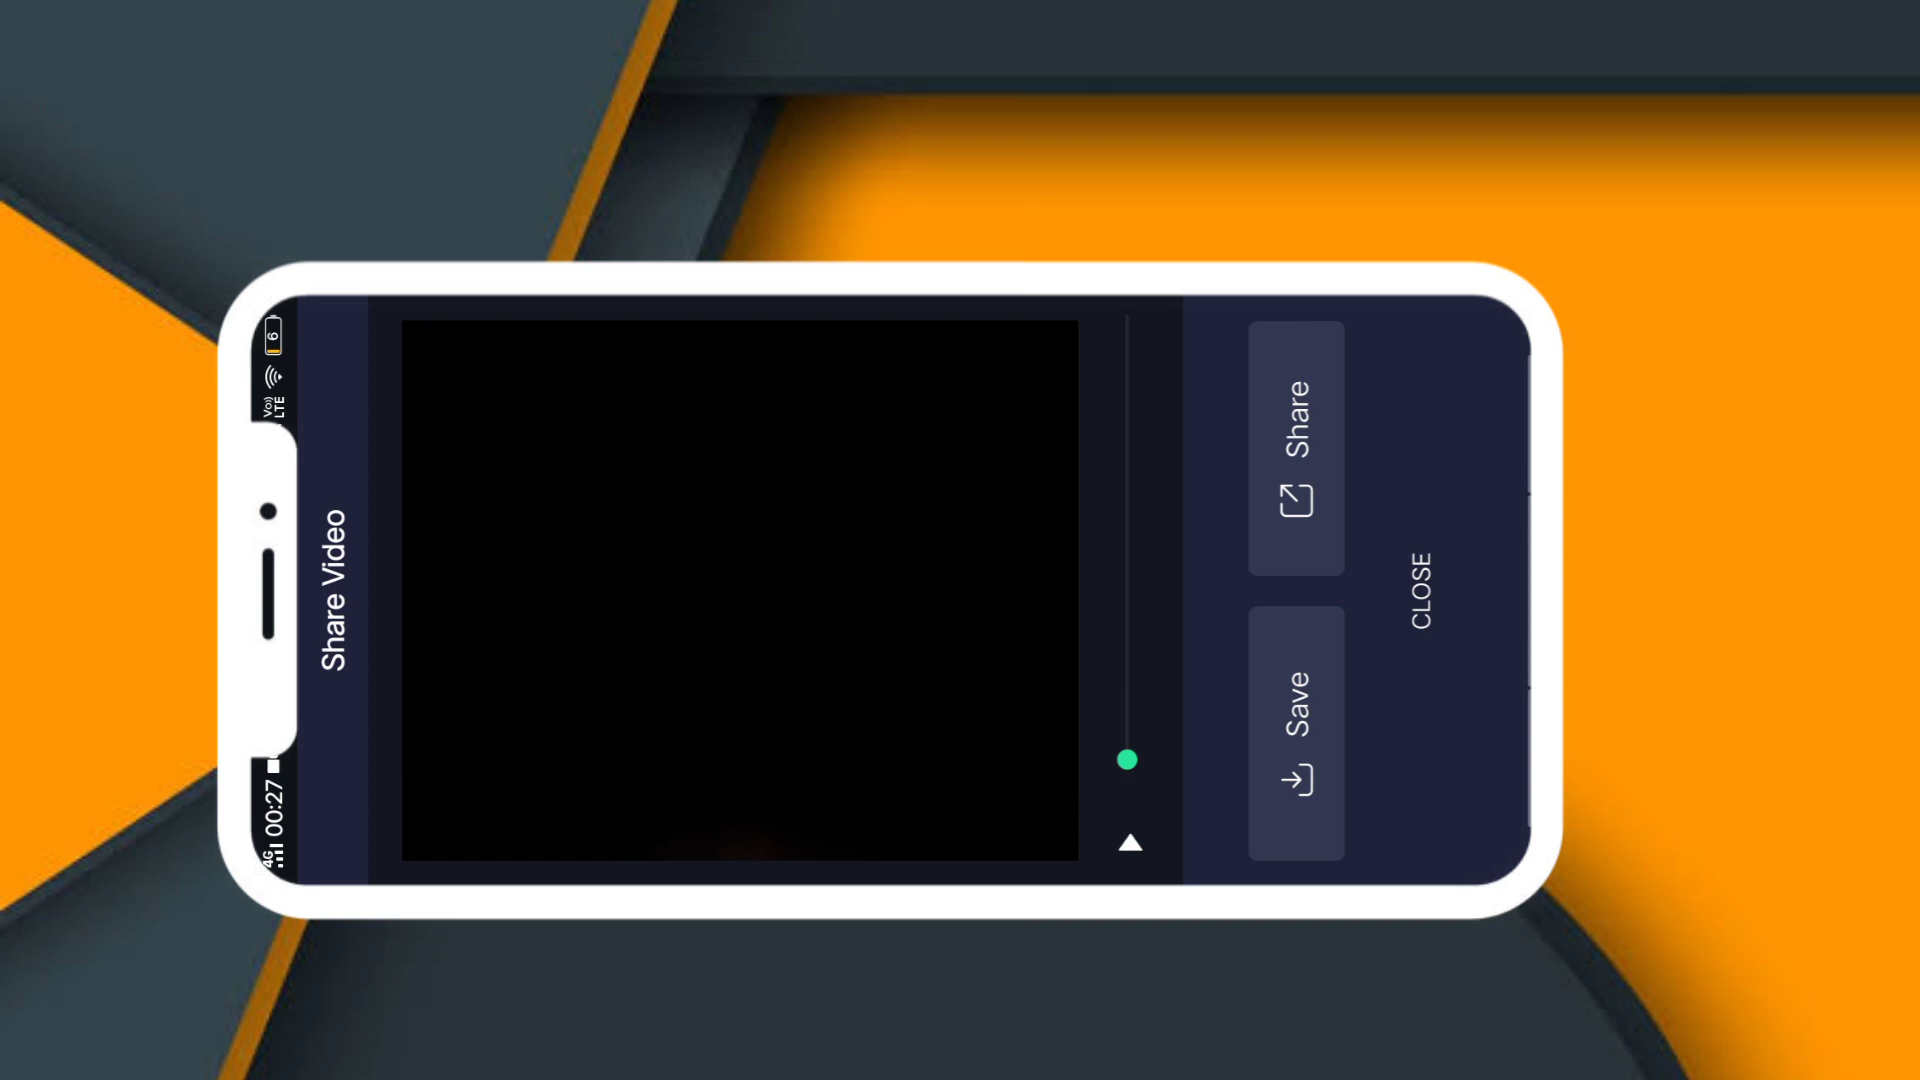 4G 00:27
Vo)) LTE 6
Share Video
Save
Share
CLOSE